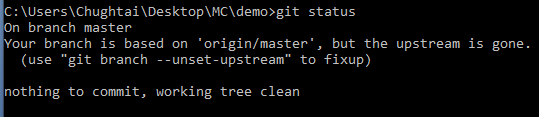 C:\Users\Chughtai\Desktop\MC\demo>git status
On branch master
Your branch is based on 'origin/master', but the upstream is gone.
  (use "git branch --unset-upstream" to fixup)

nothing to commit, working tree clean